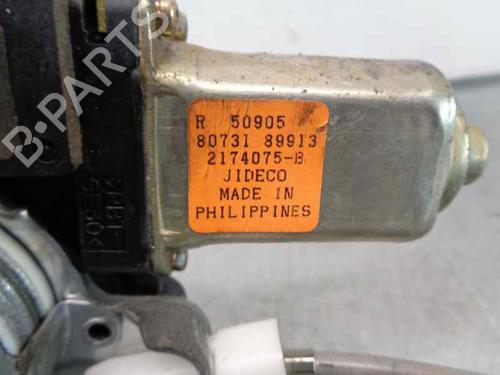 R 50905
80731 89913
2174075-B
JIDECO
MADE IN
PHILIPPINES
B-PARTS